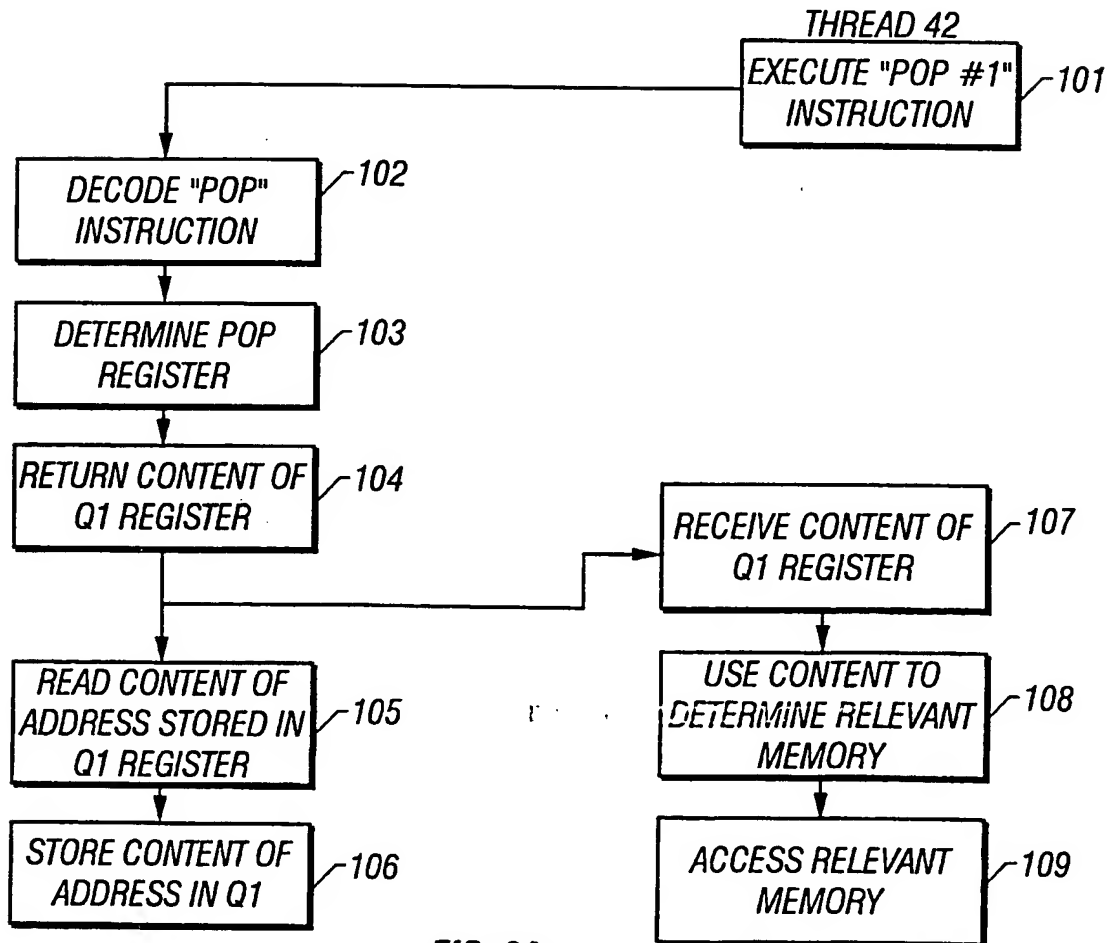 THREAD 42
EXECUTE "POP #1"
INSTRUCTION
101
DECODE "POP"
INSTRUCTION
102
DETERMINE POP
REGISTER
103
RETURN CONTENT OF
Q1 REGISTER
104
RECEIVE CONTENT OF
Q1 REGISTER
107
READ CONTENT OF
ADDRESS STORED IN
Q1 REGISTER
105
USE CONTENT TO
DETERMINE RELEVANT
MEMORY
108
STORE CONTENT OF
ADDRESS IN Q1
106
ACCESS RELEVANT
MEMORY
109